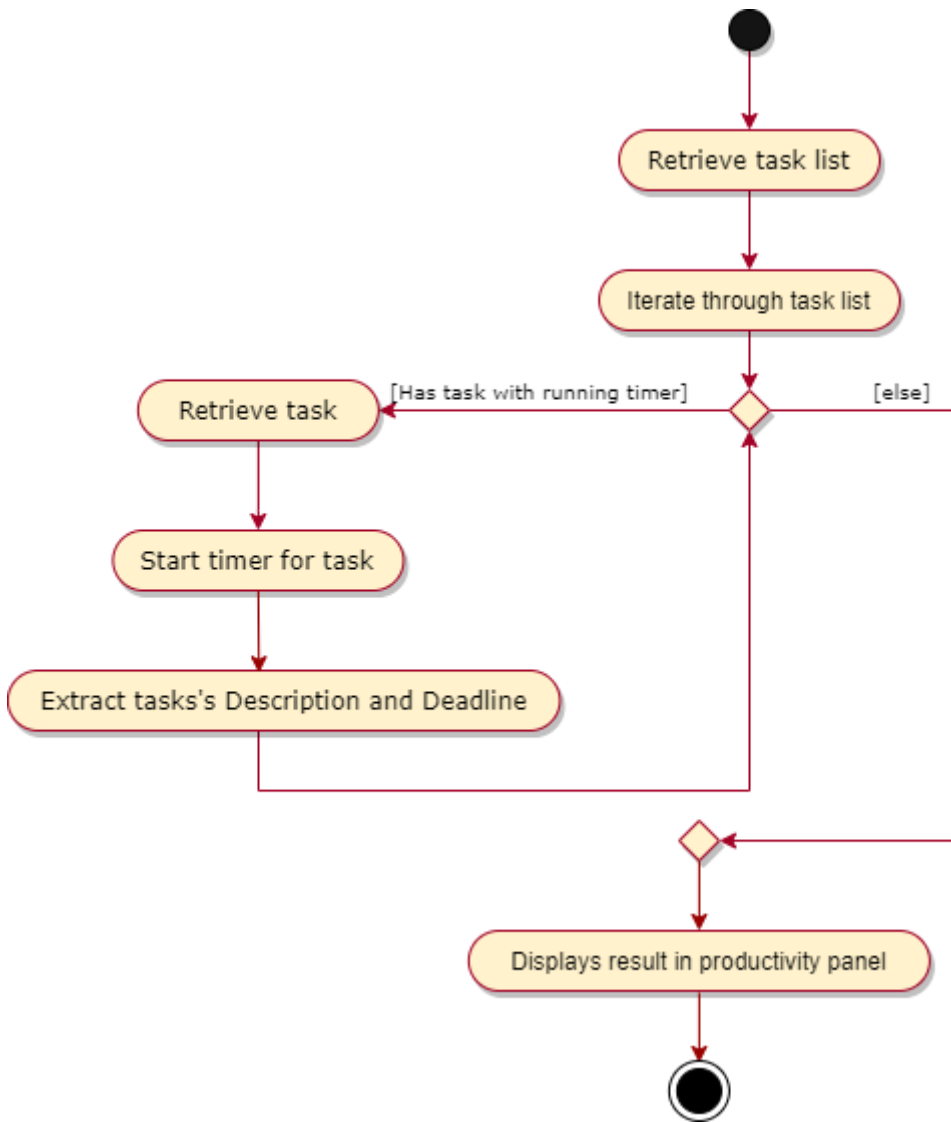 Retrieve task list
Iterate through task list
[Has task with running timer]
[else]
Retrieve task
Start timer for task
Extract tasks's Description and Deadline
Displays result in productivity panel